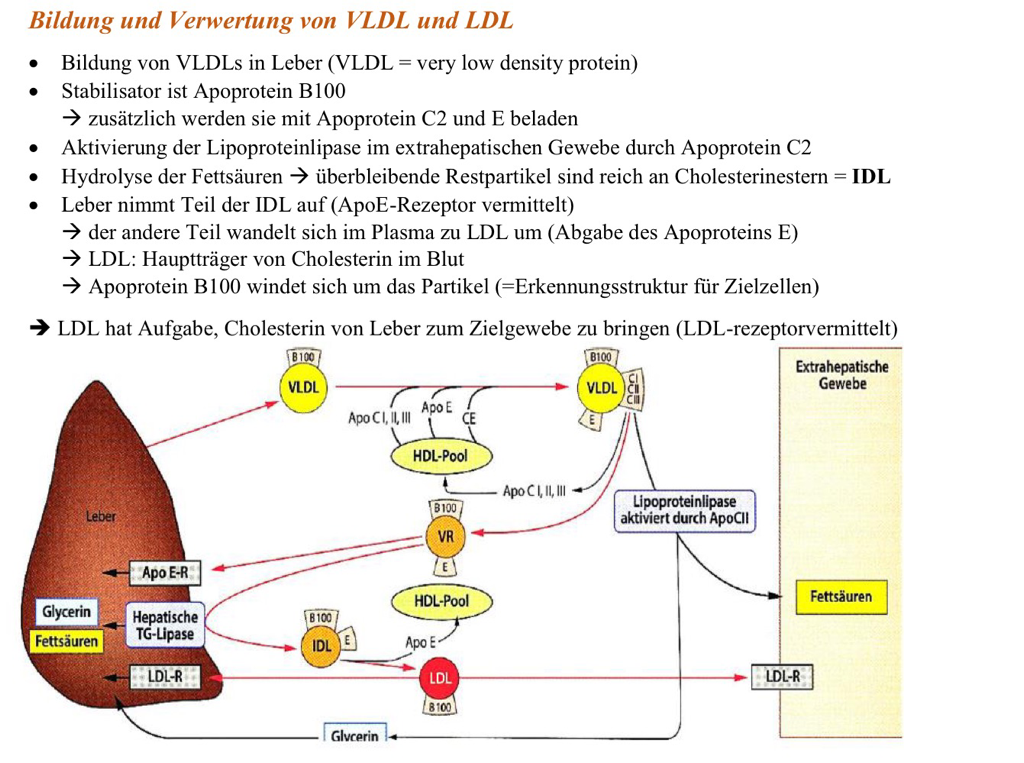 Bildung und Verwertung von VLDL und LDL
• Bildung von VLDLs in Leber (VLDL = very low density protein)
• Stabilisator ist Apoprotein B100
→ zusätzlich werden sie mit Apoprotein C2 und E beladen
• Aktivierung der Lipoproteinlipase im extrahepatischen Gewebe durch Apoprotein C2
• Hydrolyse der Fettsäuren → überbleibende Restpartikel sind reich an Cholesterinestern = IDL
• Leber nimmt Teil der IDL auf (ApoE-Rezeptor vermittelt)
→ der andere Teil wandelt sich im Plasma zu LDL um (Abgabe des Apoproteins E)
→ LDL: Hauptträger von Cholesterin im Blut
→ Apoprotein B100 windet sich um das Partikel (=Erkennungsstruktur für Zielzellen)
➔ LDL hat Aufgabe, Cholesterin von Leber zum Zielgewebe zu bringen (LDL-rezeptorvermittelt)
B100
VLDL
B100
VLDL
CI
CII
CIII
E
Extrahepatische
Gewebe
Apo C I, II, III
Apo E
CE
HDL-Pool
Apo C I, II, III
Lipoproteinlipase
aktiviert durch ApoCII
B100
VR
E
Leber
Apo E-R
Glycerin
Fettsäuren
Hepatische
TG-Lipase
HDL-Pool
Fettsäuren
B100
IDL
E
Apo E
LDL-R
LDL
B100
LDL-R
Glycerin